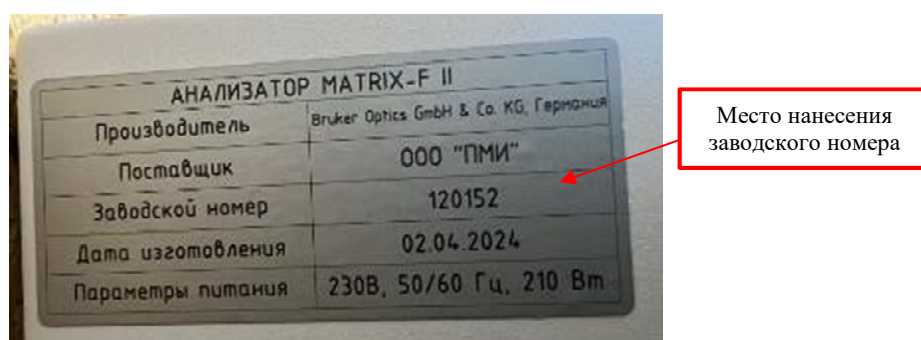 АНАЛИЗАТОР MATRIX-F II
Производитель Bruker Optics GmbH & Co. KG, Германия
Поставщик ООО "ПМИ"
Заводской номер 120152
Дата изготовления 02.04.2024
Параметры питания 230В, 50/60 Гц, 210 Вт
Место нанесения
заводского номера